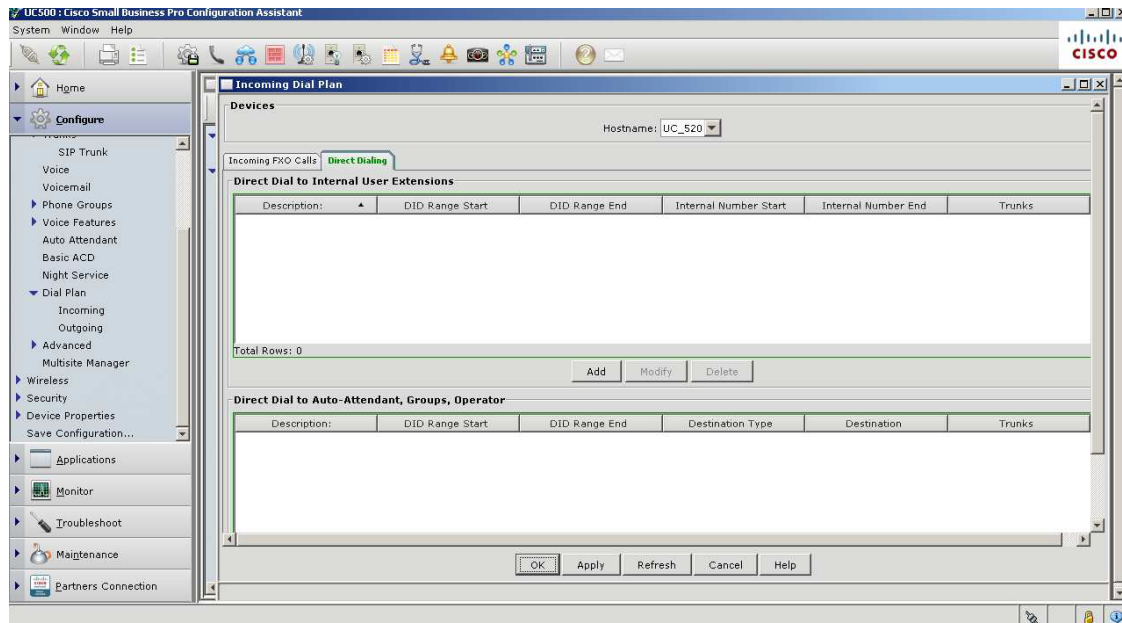 UC500 : Cisco Small Business Pro Configuration Assistant
System Window Help
CISCO
Home
Configure
SIP Trunk
Voice
Voicemail
Phone Groups
Voice Features
Auto Attendant
Basic ACD
Night Service
Dial Plan
Incoming
Outgoing
Advanced
Multisite Manager
Wireless
Security
Device Properties
Save Configuration...
Applications
Monitor
Troubleshoot
Maintenance
Partners Connection
Incoming Dial Plan
Devices
Hostname: UC_520
Incoming FXO Calls Direct Dialing
Direct Dial to Internal User Extensions
Description: DID Range Start DID Range End Internal Number Start Internal Number End Trunks
Total Rows: 0
Add Modify Delete
Direct Dial to Auto-Attendant, Groups, Operator
Description: DID Range Start DID Range End Destination Type Destination Trunks
OK Apply Refresh Cancel Help